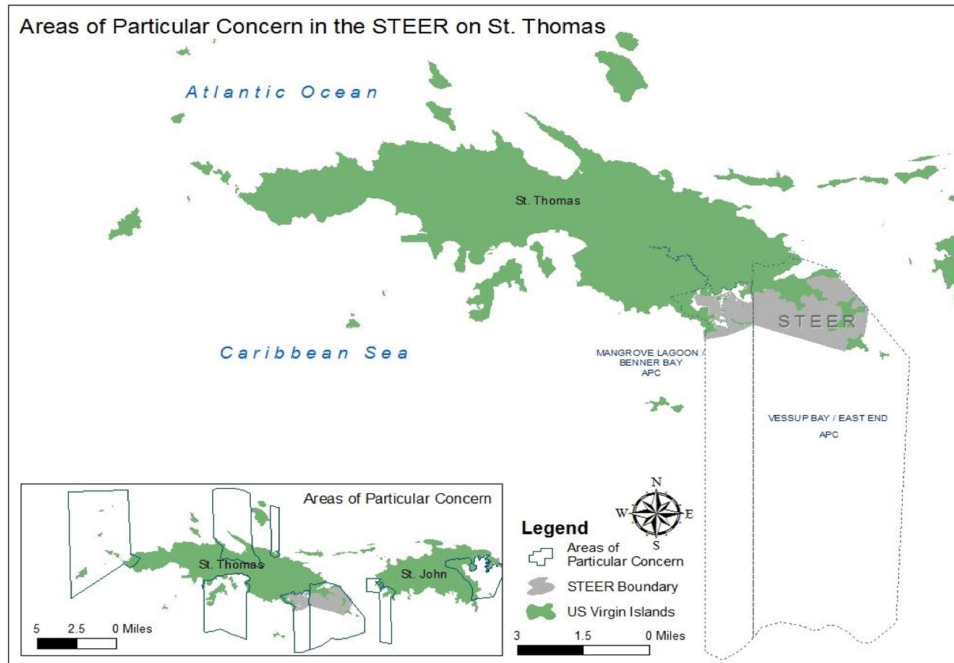 Areas of Particular Concern in the STEER on St. Thomas
Atlantic Ocean
St. Thomas
STEER
Caribbean Sea
MANGROVE LAGOON /
BENNER BAY
APC
VESSUP BAY / EAST END
APC
Areas of Particular Concern
St. Thomas
St. John
5 2.5 0 Miles
N
W E
S
Legend
Areas of
Particular Concern
STEER Boundary
US Virgin Islands
3 1.5 0 Miles